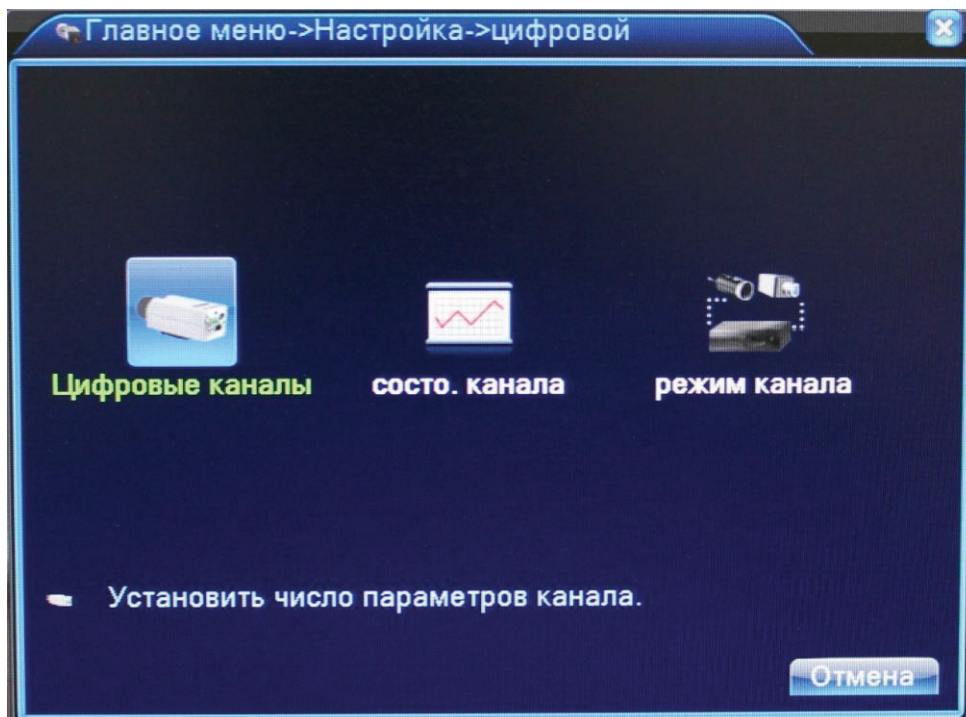 Главное меню->Настройка->цифровой
Цифровые каналы
состо. канала
режим канала
Установить число параметров канала.
Отмена